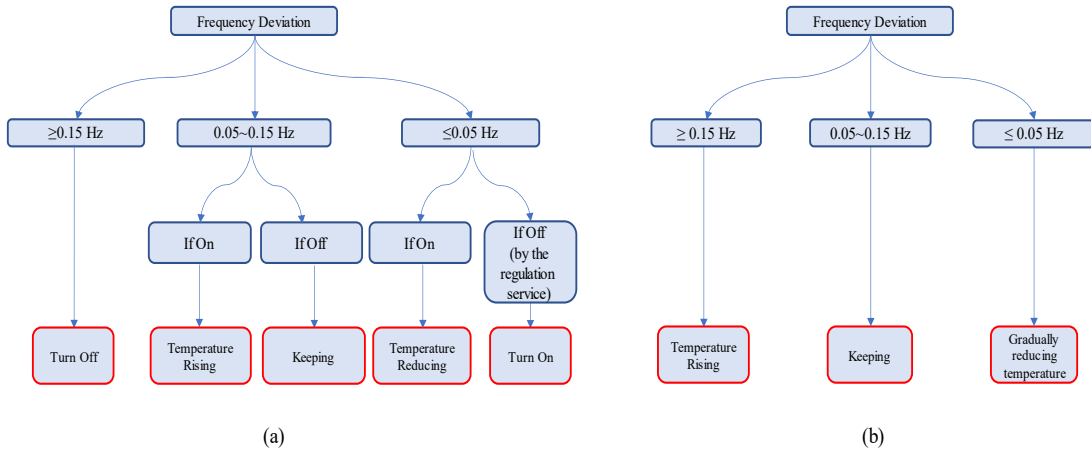 Frequency Deviation
≥0.15 Hz
0.05~0.15 Hz
≤0.05 Hz
If On
If Off
If On
If Off
(by the
regulation
service)
Turn Off
Temperature
Rising
Keeping
Temperature
Reducing
Turn On
(a)
Frequency Deviation
≥ 0.15 Hz
0.05~0.15 Hz
≤ 0.05 Hz
Temperature
Rising
Keeping
Gradually
reducing
temperature
(b)